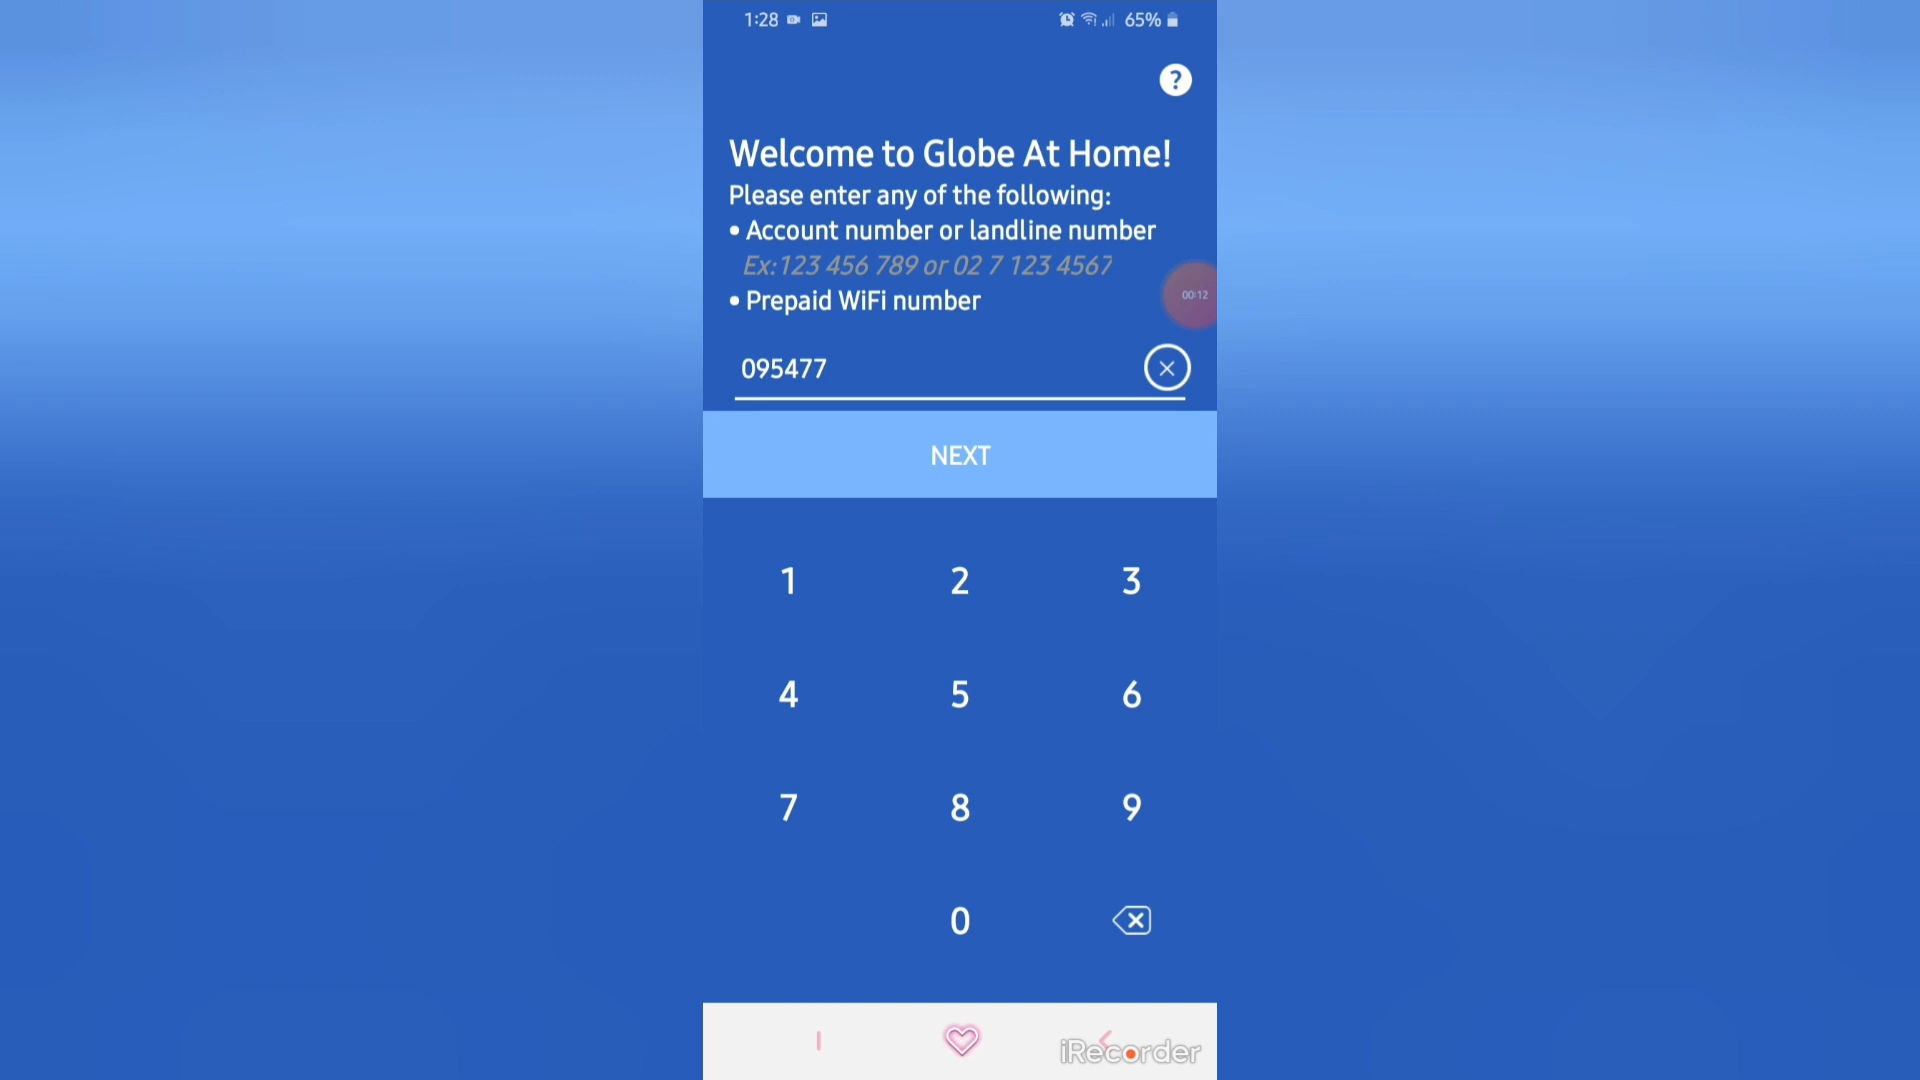 1:28
65%
?
Welcome to Globe At Home!
Please enter any of the following:
• Account number or landline number
Ex: 123 456 789 or 02 7 123 4567
• Prepaid WiFi number
00:12
095477
NEXT
1 2 3
4 5 6
7 8 9
0
iRecorder